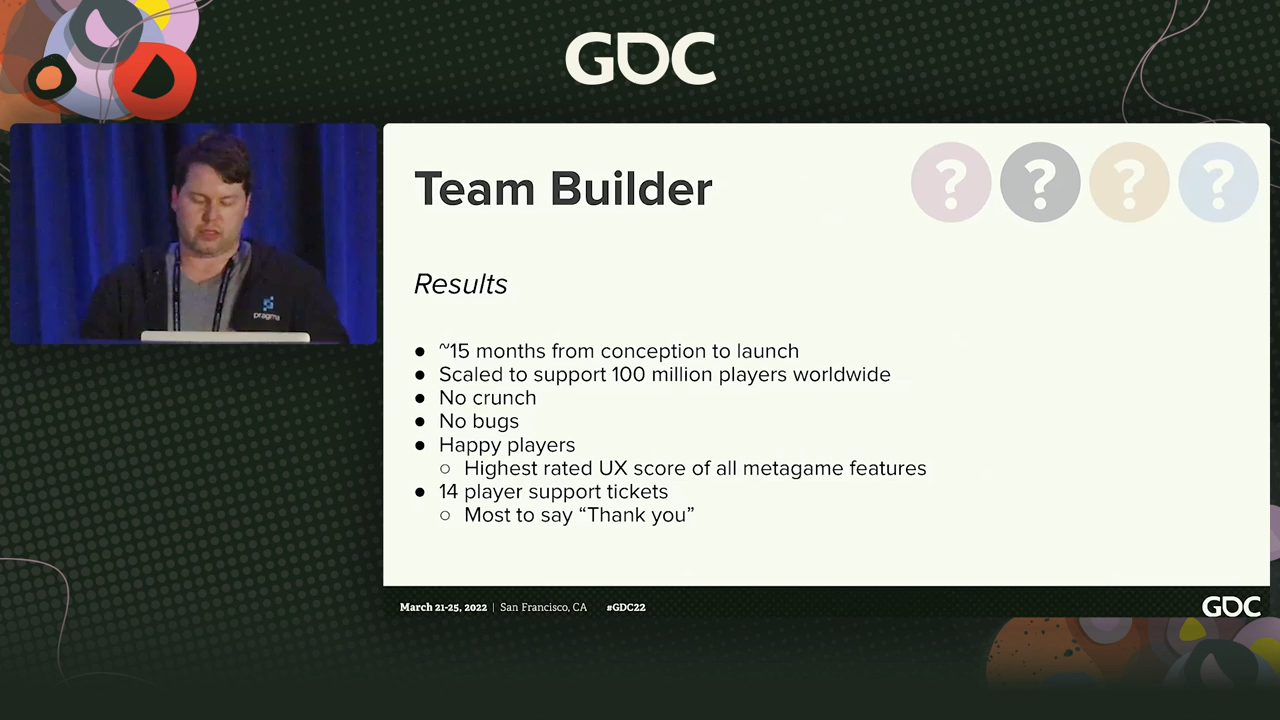 GDC
Team Builder
? ? ? ?
Results
● ~15 months from conception to launch
● Scaled to support 100 million players worldwide
● No crunch
● No bugs
● Happy players
○ Highest rated UX score of all metagame features
● 14 player support tickets
○ Most to say “Thank you”
pragma
March 21-25, 2022 | San Francisco, CA #GDC22
GDC